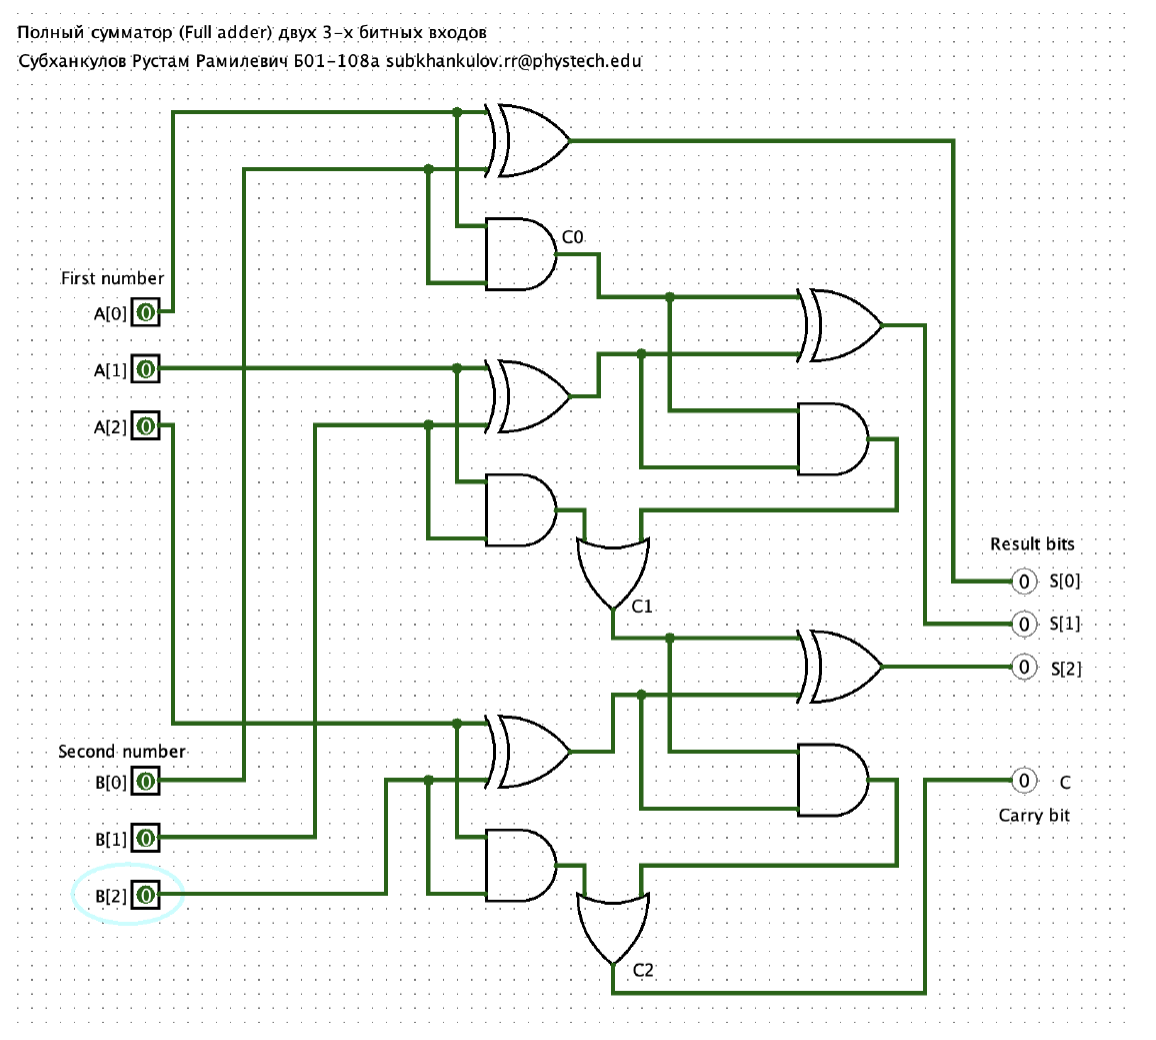 Полный сумматор (Full adder) двух 3-х битных входов
Субханкулов Рустам Рамилевич Б01-108а subkhankulov.rr@phystech.edu
C0
First number
A[0] 0
A[1] 0
A[2] 0
Result bits
0 S[0]
C1
0 S[1]
0 S[2]
Second number
B[0] 0
0 C
Carry bit
B[1] 0
B[2] 0
C2